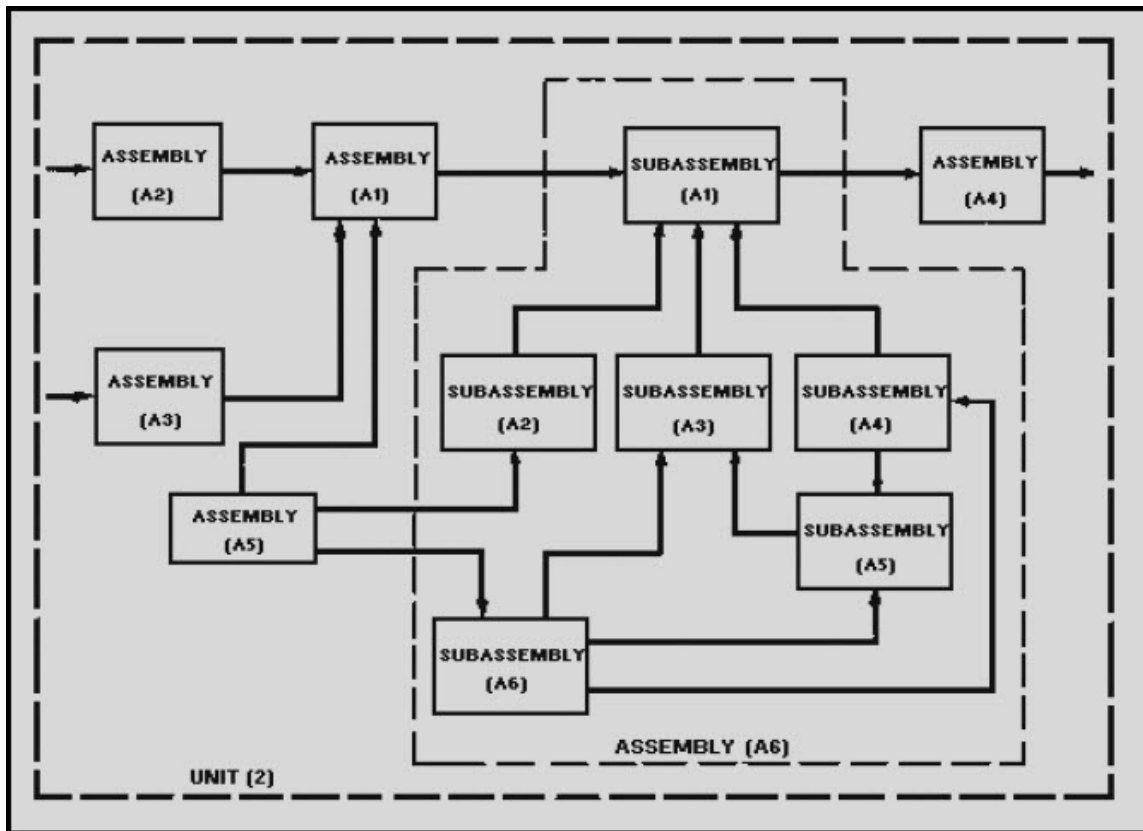 ASSEMBLY
(A2)
ASSEMBLY
(A1)
SUBASSEMBLY
(A1)
ASSEMBLY
(A4)
ASSEMBLY
(A3)
SUBASSEMBLY
(A2)
SUBASSEMBLY
(A3)
SUBASSEMBLY
(A4)
ASSEMBLY
(A5)
SUBASSEMBLY
(A5)
SUBASSEMBLY
(A6)
ASSEMBLY (A6)
UNIT (2)